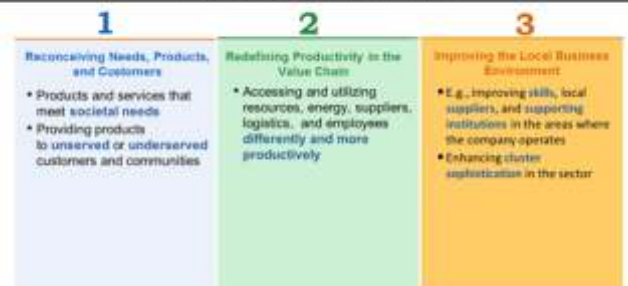 1
Reconceiving Needs, Products,
and Customers
• Products and services that
meet societal needs
• Providing products
to unserved or underserved
customers and communities
2
Redefining Productivity in the
Value Chain
• Accessing and utilizing
resources, energy, suppliers,
logistics, and employees
differently and more
productively
3
Improving the Local Business
Environment
• E.g., improving skills, local
suppliers, and supporting
institutions in the areas where
the company operates
• Enhancing cluster
sophistication in the sector